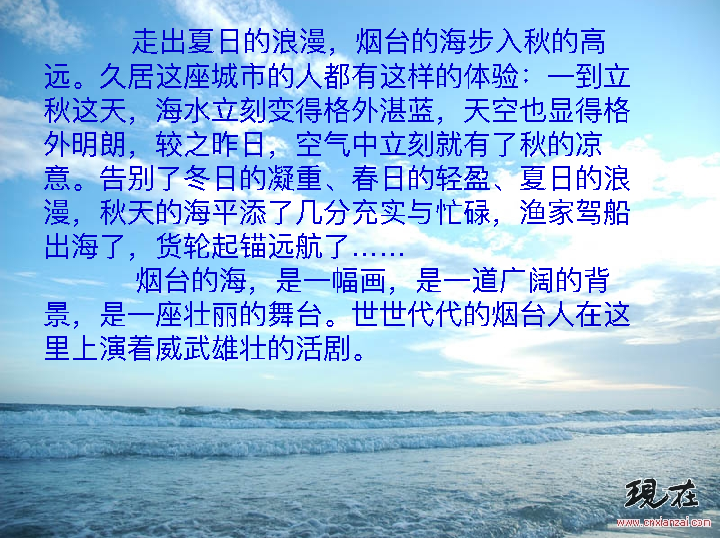 走出夏日的浪漫，烟台的海步入秋的高
远。久居这座城市的人都有这样的体验：一到立
秋这天，海水立刻变得格外湛蓝，天空也显得格
外明朗，较之昨日，空气中立刻就有了秋的凉
意。告别了冬日的凝重、春日的轻盈、夏日的浪
漫，秋天的海平添了几分充实与忙碌，渔家驾船
出海了，货轮起锚远航了……
烟台的海，是一幅画，是一道广阔的背
景，是一座壮丽的舞台。世世代代的烟台人在这
里上演着威武雄壮的活剧。
現在
www.cnxianzai.com